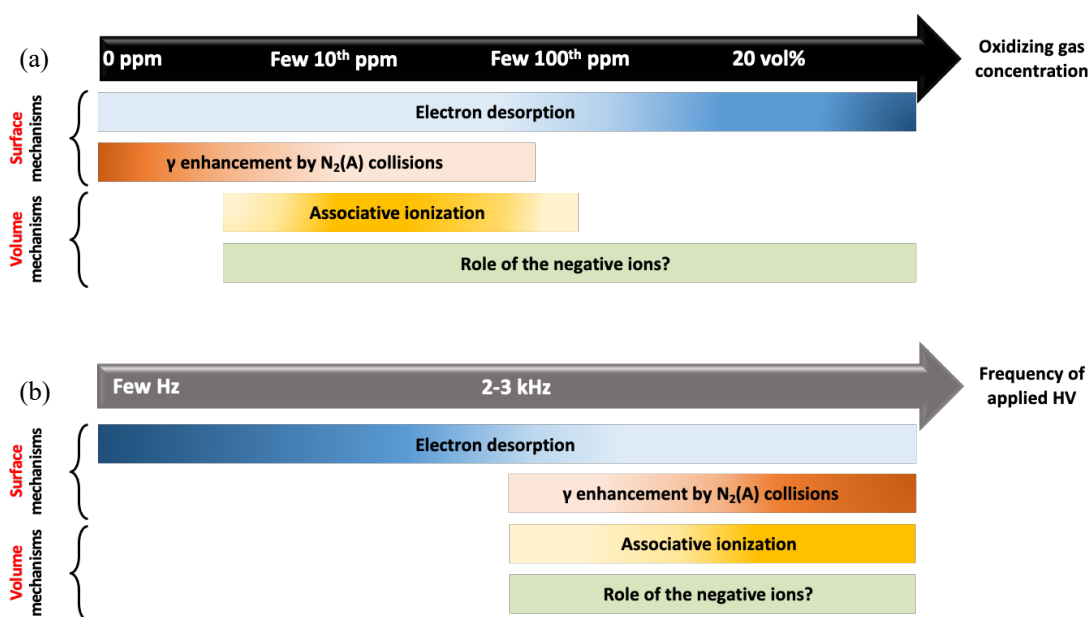 (a)
0 ppm
Few 10th ppm
Few 100th ppm
20 vol%
Oxidizing gas
concentration
Surface
mechanisms
Electron desorption
γ enhancement by N₂(A) collisions
Volume
mechanisms
Associative ionization
Role of the negative ions?
(b)
Few Hz
2-3 kHz
Frequency of
applied HV
Surface
mechanisms
Electron desorption
γ enhancement by N₂(A) collisions
Volume
mechanisms
Associative ionization
Role of the negative ions?